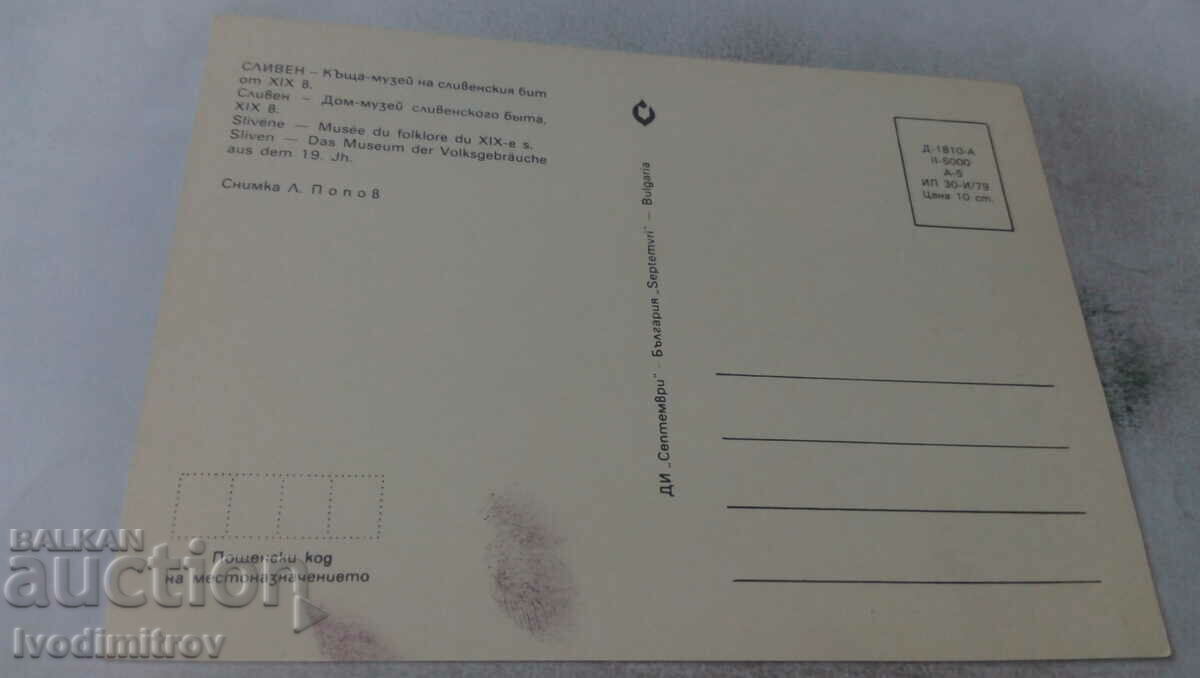 СЛИВЕН – Къща-музей на сливенския бит
от XIX в.
Сливен – Дом-музей сливенского быта,
XIX в.
Slivene — Musée du folklore du XIX-e s.
Sliven — Das Museum der Volksgebräuche
aus dem 19. Jh.
Снимка Л. Попов
Пощенски код
на местоназначението
ДИ „Септември" - България „Septemvri" — Bulgaria
Д-1810-А
II-5000
А-5
ИП 30-И/79
Цена 10 ст.
BALKAN
auction
Ivodimitrov